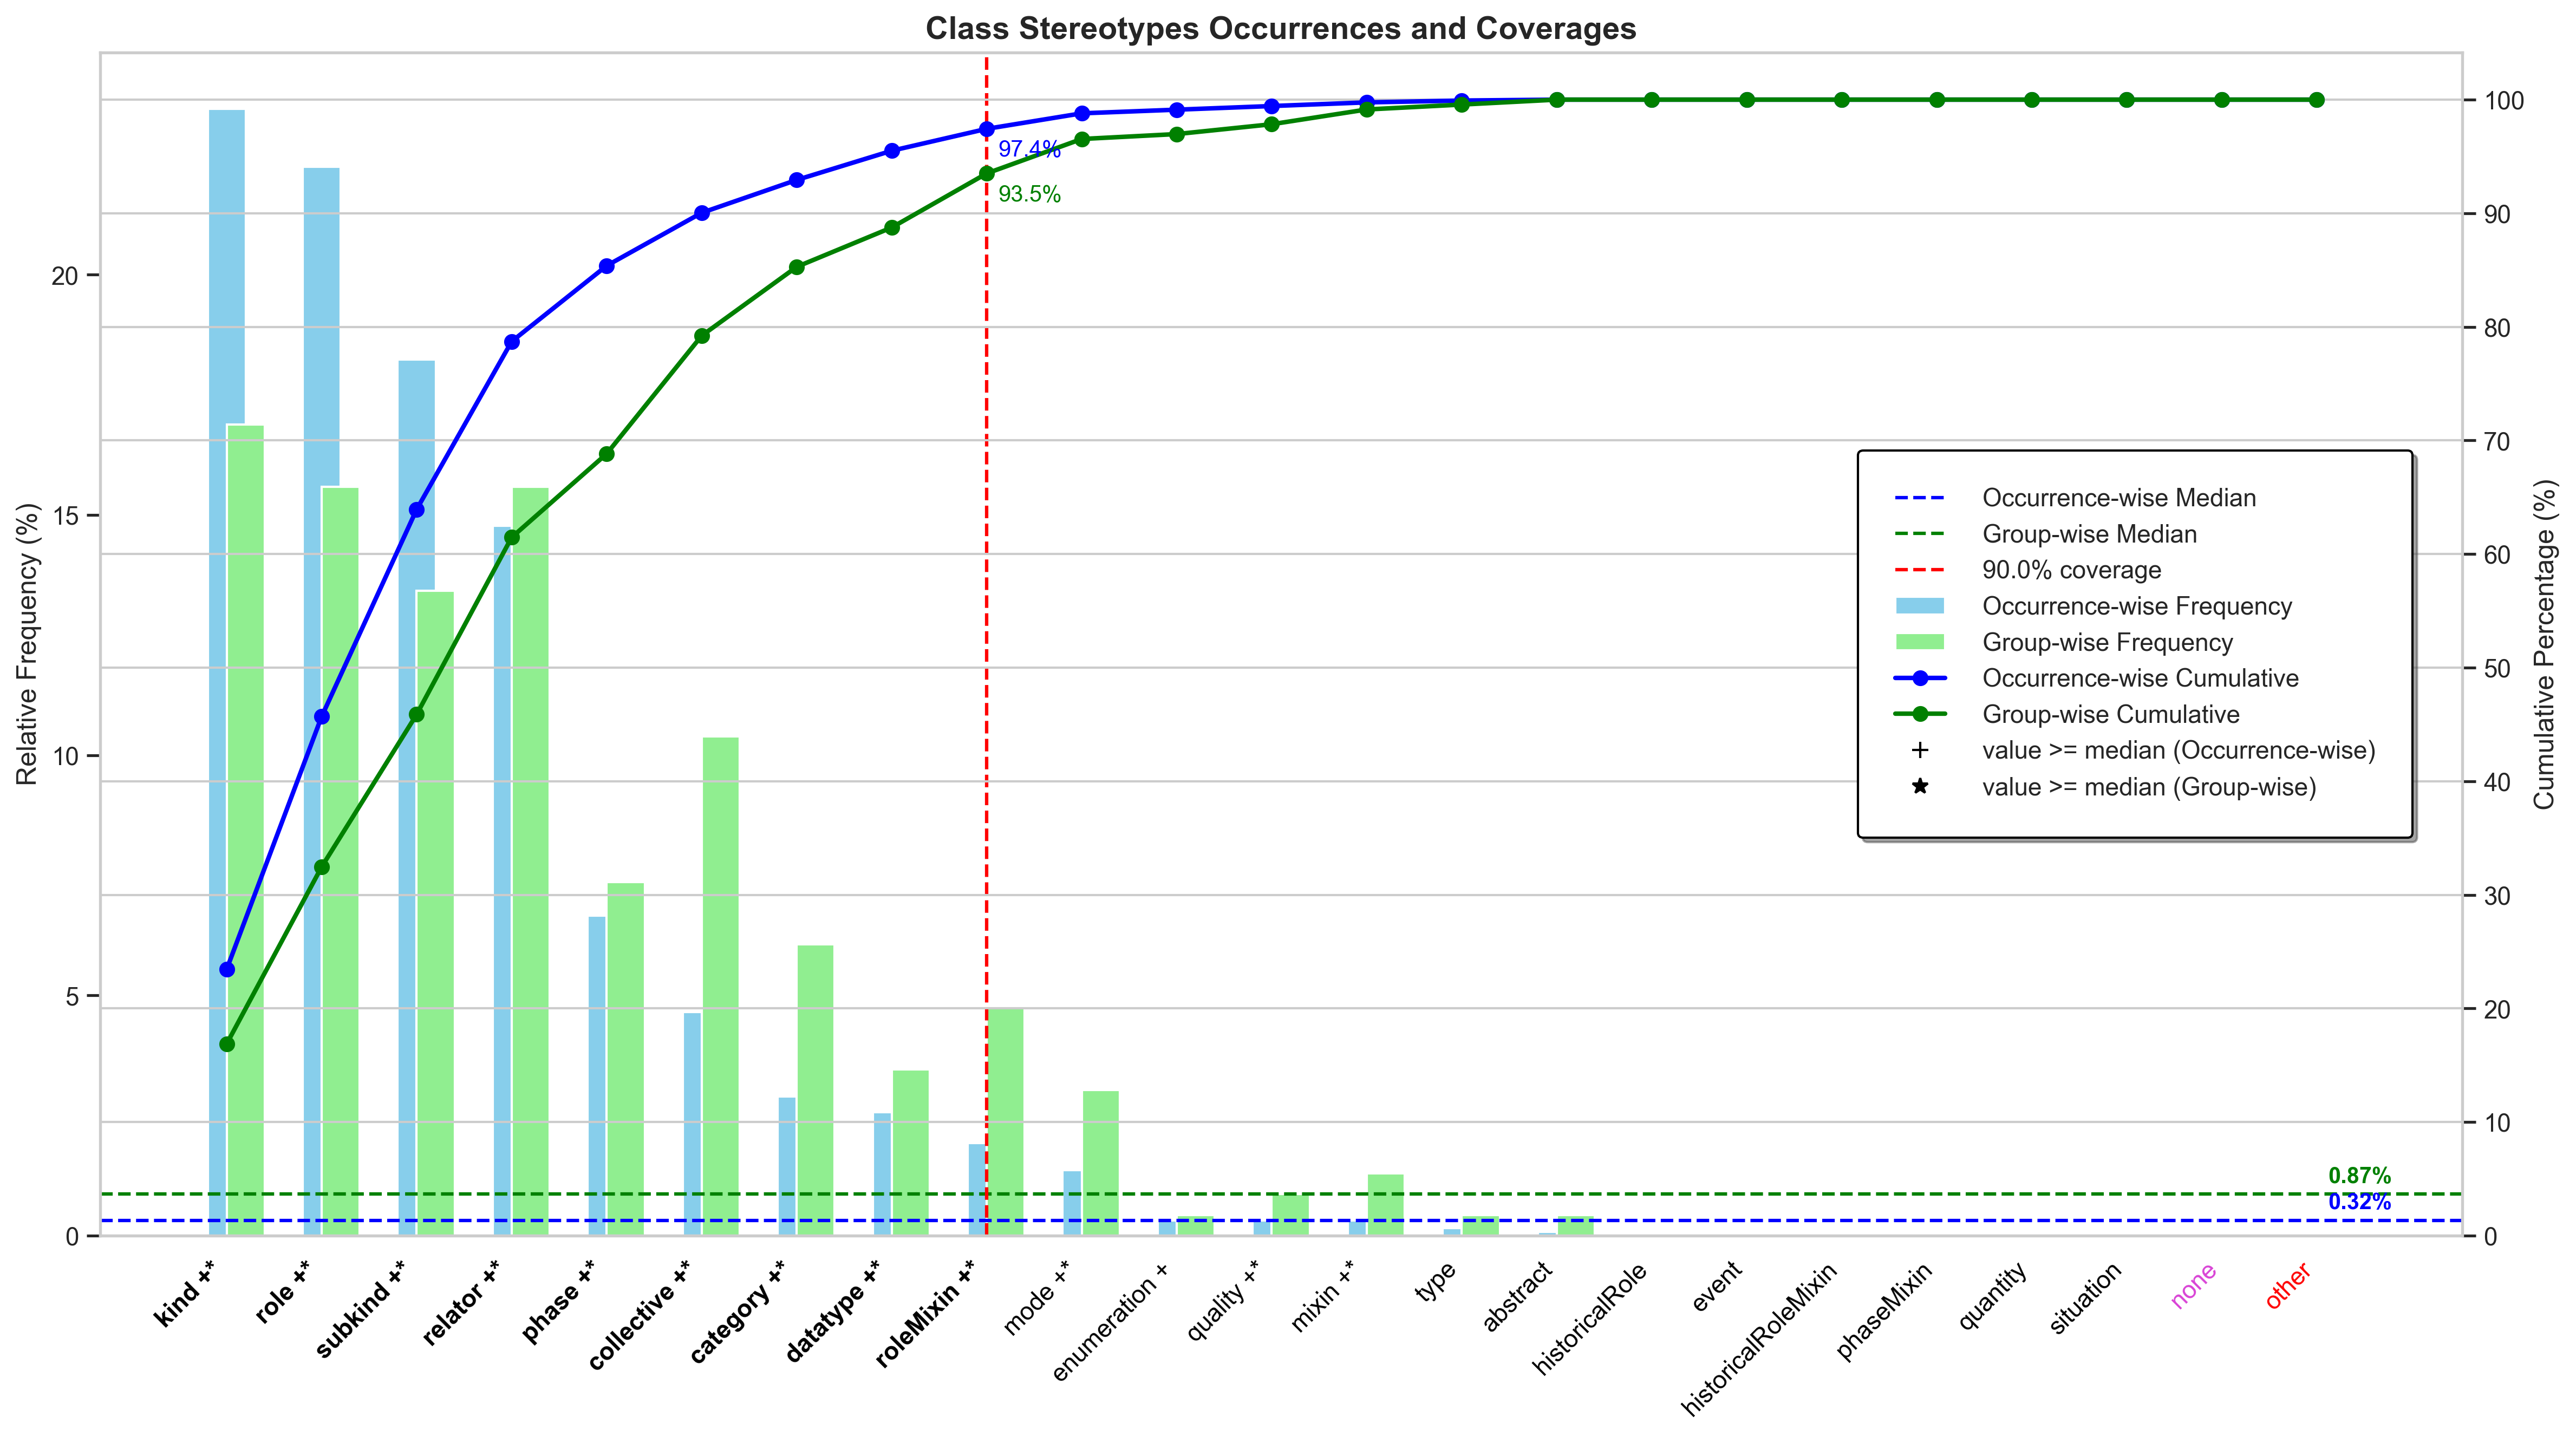 Class Stereotypes Occurrences and Coverages
Relative Frequency (%)
20
15
10
5
0
100
90
80
70
60
50
40
30
20
10
0
Cumulative Percentage (%)
97.4%
93.5%
Occurrence-wise Median
Group-wise Median
90.0% coverage
Occurrence-wise Frequency
Group-wise Frequency
Occurrence-wise Cumulative
Group-wise Cumulative
value >= median (Occurrence-wise)
value >= median (Group-wise)
0.87%
0.32%
kind +*
role +*
subkind +*
relator +*
phase +*
collective +*
category +*
datatype +*
roleMixin +*
mode +*
enumeration +
quality +*
mixin +*
type
abstract
historicalRole
event
historicalRoleMixin
phaseMixin
quantity
situation
none
other